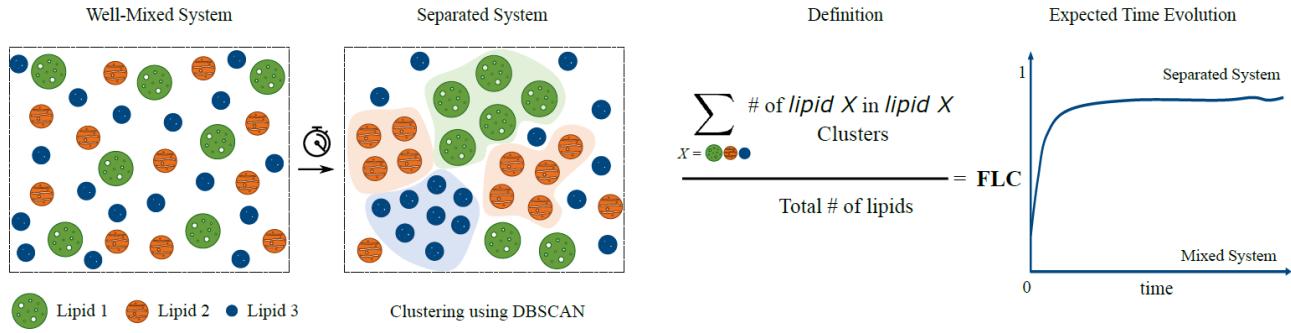 Well-Mixed System
Separated System
Definition
Expected Time Evolution
∑ # of lipid X in lipid X
Clusters
X =
Total # of lipids
= FLC
1
Separated System
Mixed System
0
time
Lipid 1
Lipid 2
Lipid 3
Clustering using DBSCAN